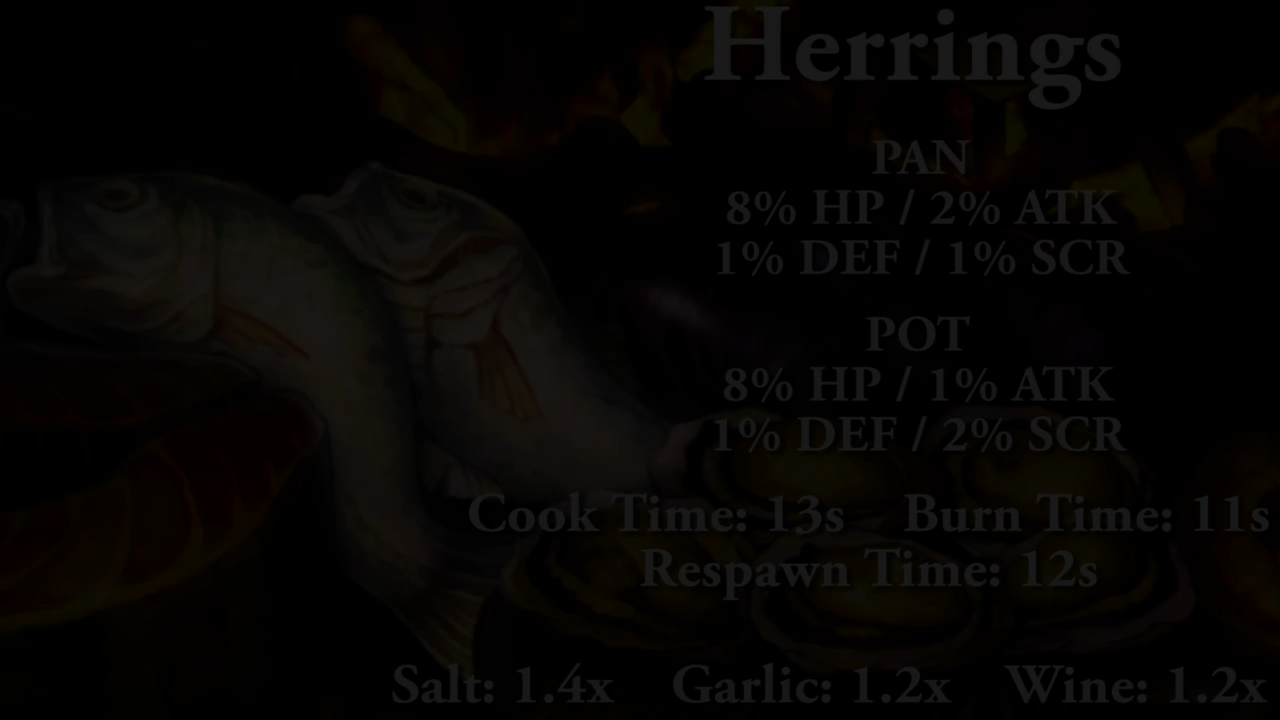 Herrings
PAN
8% HP / 2% ATK
1% DEF / 1% SCR
POT
8% HP / 1% ATK
1% DEF / 2% SCR
Cook Time: 13s Burn Time: 11s
Respawn Time: 12s
Salt: 1.4x Garlic: 1.2x Wine: 1.2x